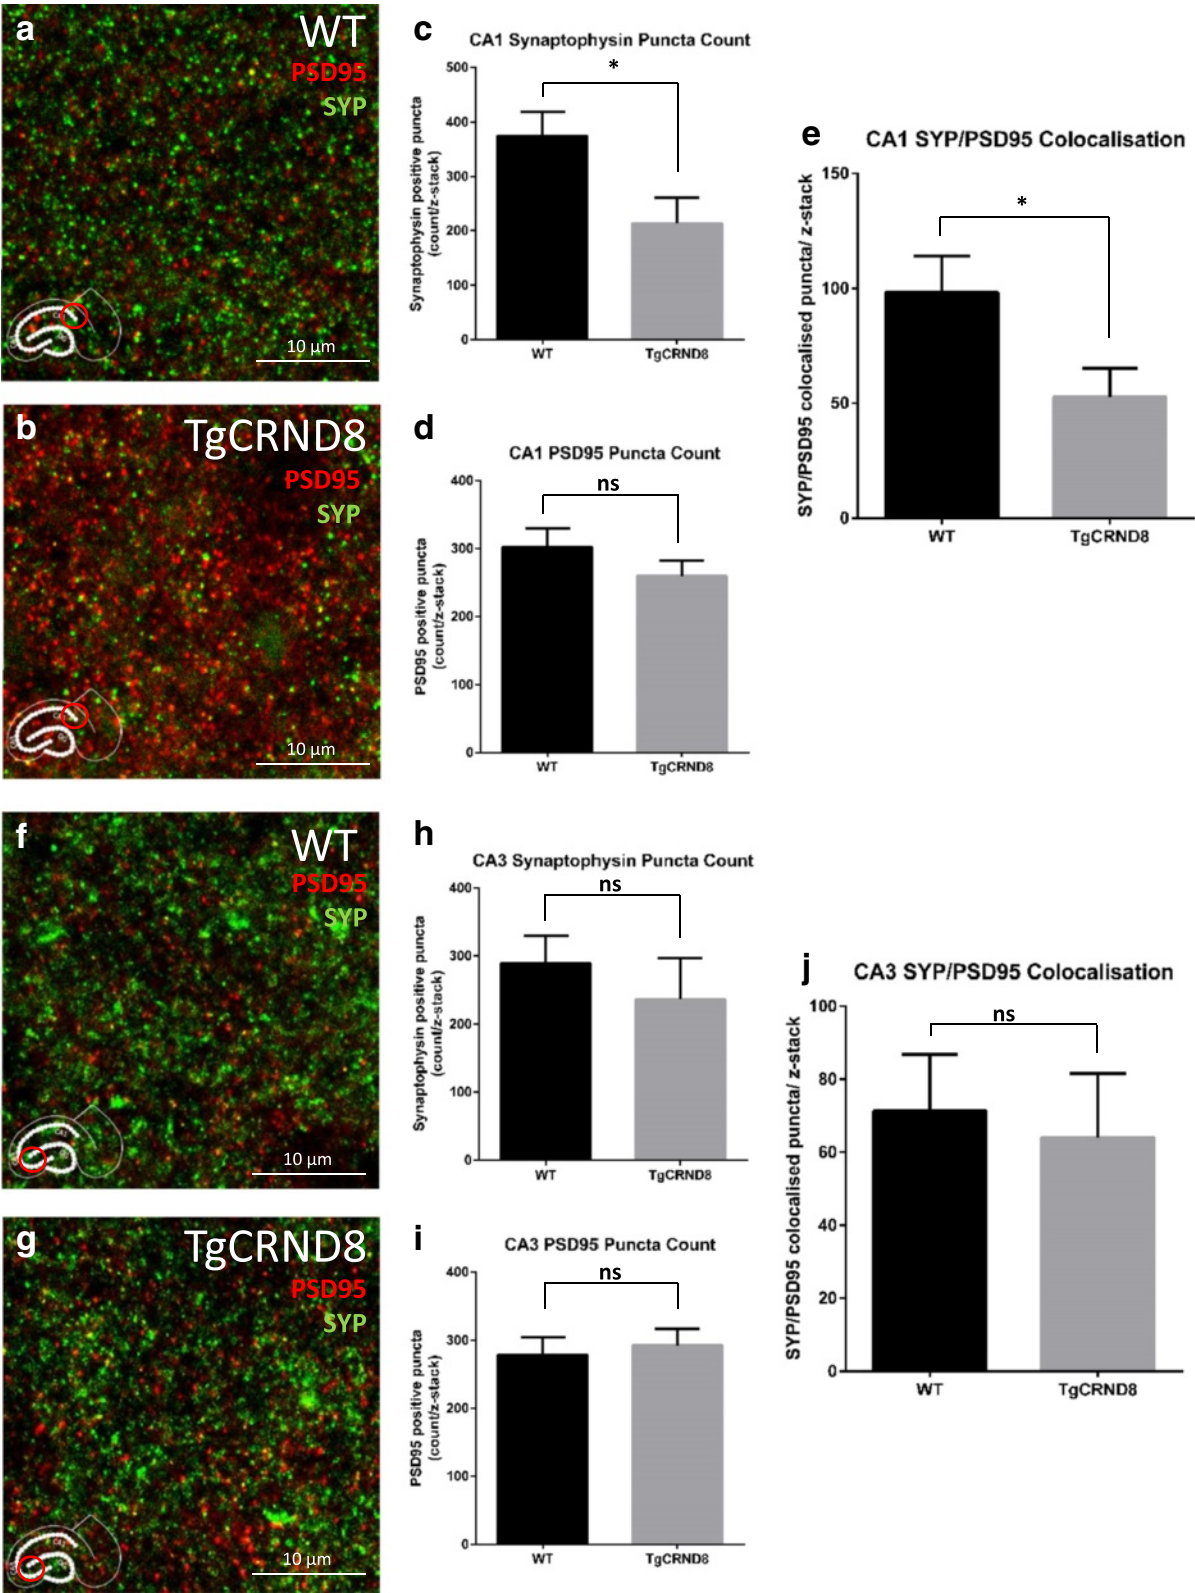 a
WT
PSD95
SYP
10 µm
c
CA1 Synaptophysin Puncta Count
Synaptophysin positive puncta
(count/z-stack)
500
400
300
200
100
0
*
WT
TgCRND8
e
CA1 SYP/PSD95 Colocalisation
SYP/PSD95 colocalised puncta/ z-stack
150
100
50
0
*
WT
TgCRND8
b
TgCRND8
PSD95
SYP
10 µm
d
CA1 PSD95 Puncta Count
PSD95 positive puncta
(count/z-stack)
400
300
200
100
0
ns
WT
TgCRND8
f
WT
PSD95
SYP
CA1
10 µm
h
CA3 Synaptophysin Puncta Count
Synaptophysin positive puncta
(count/z-stack)
400
300
200
100
0
ns
WT
TgCRND8
j
CA3 SYP/PSD95 Colocalisation
SYP/PSD95 colocalised puncta/ z-stack
100
80
60
40
20
0
ns
WT
TgCRND8
g
TgCRND8
PSD95
SYP
CA1
10 µm
i
CA3 PSD95 Puncta Count
PSD95 positive puncta
(count/z-stack)
400
300
200
100
0
ns
WT
TgCRND8